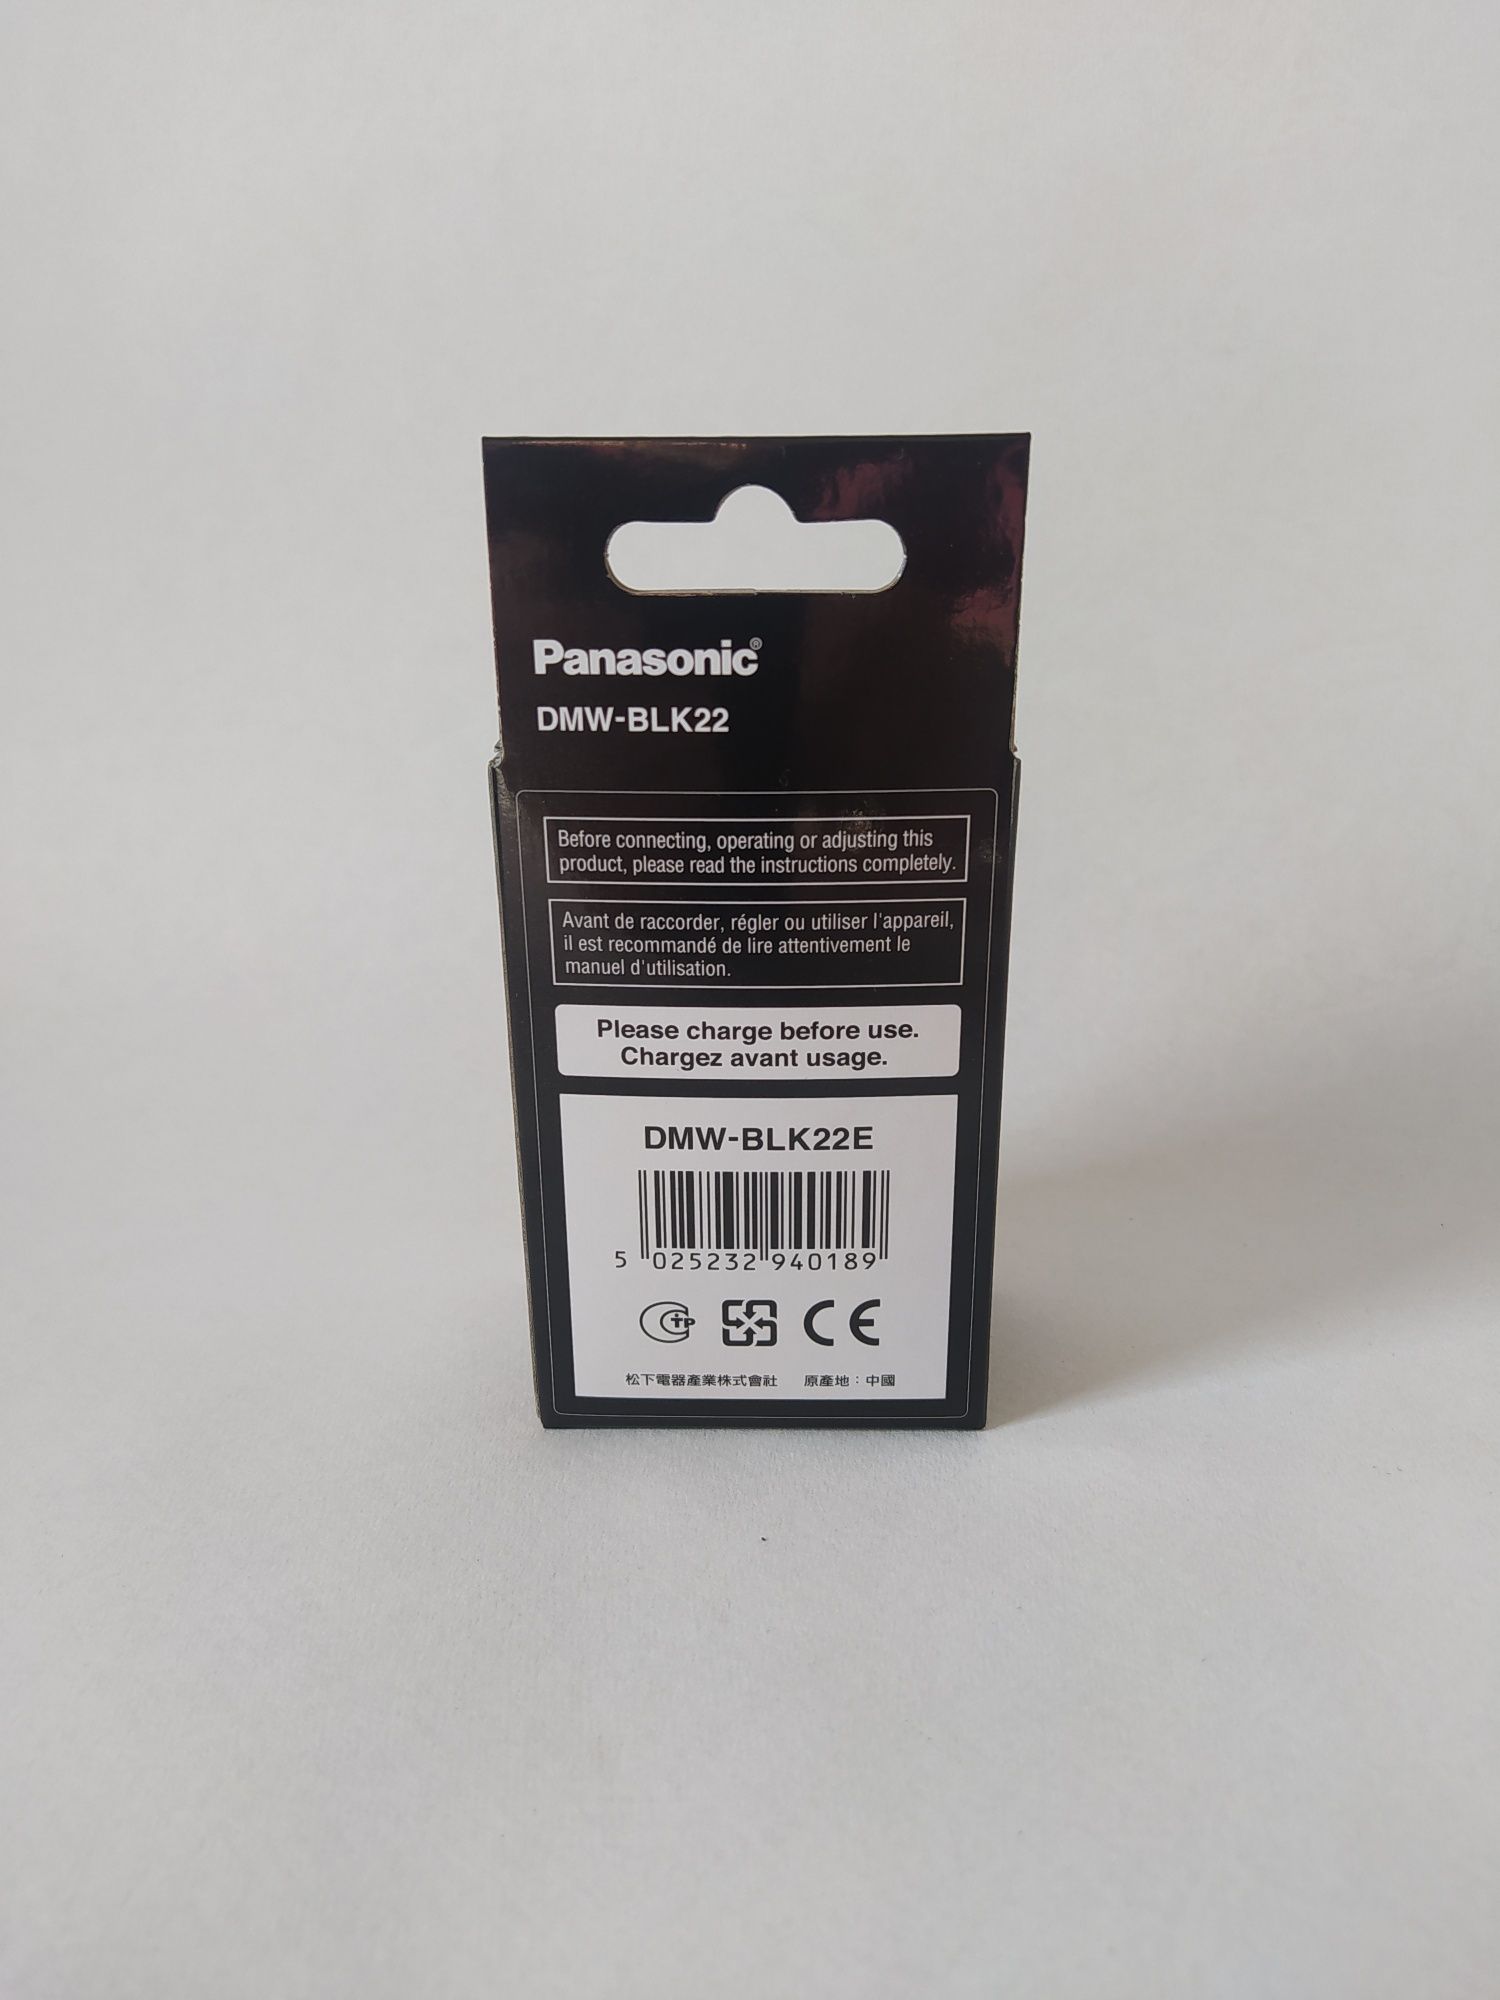 Panasonic®
DMW-BLK22
Before connecting, operating or adjusting this
product, please read the instructions completely.
Avant de raccorder, régler ou utiliser l'appareil,
il est recommandé de lire attentivement le
manuel d'utilisation.
Please charge before use.
Chargez avant usage.
DMW-BLK22E
5 025232 940189
CTP CE
松下電器產業株式會社 原產地：中國